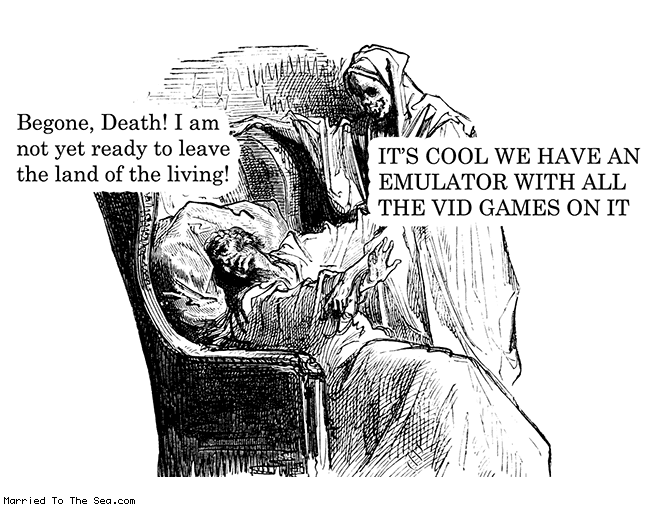 Begone, Death! I am
not yet ready to leave
the land of the living!
IT'S COOL WE HAVE AN
EMULATOR WITH ALL
THE VID GAMES ON IT
Married To The Sea.com